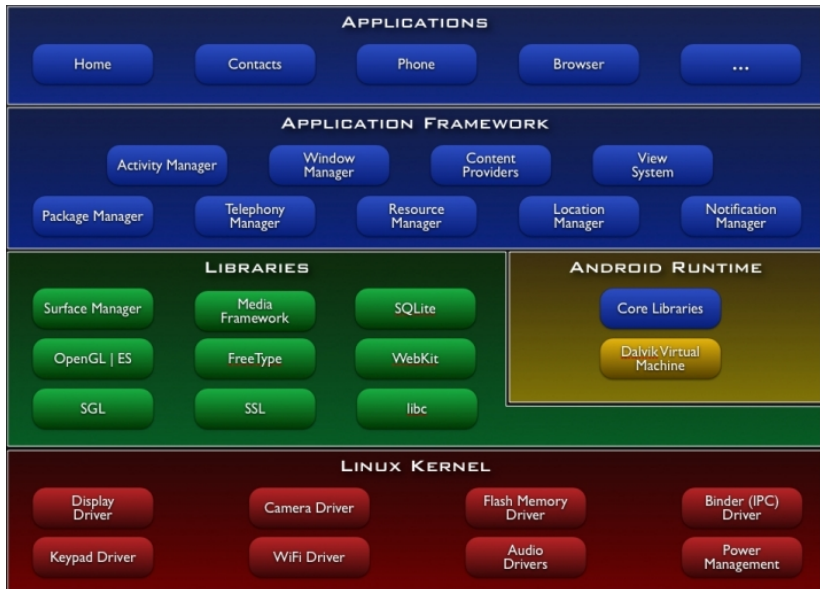 APPLICATIONS
Home
Contacts
Phone
Browser
...
APPLICATION FRAMEWORK
Activity Manager
Window
Manager
Content
Providers
View
System
Package Manager
Telephony
Manager
Resource
Manager
Location
Manager
Notification
Manager
LIBRARIES
Surface Manager
Media
Framework
SQLite
OpenGL | ES
FreeType
WebKit
SGL
SSL
libc
ANDROID RUNTIME
Core Libraries
Dalvik Virtual
Machine
LINUX KERNEL
Display
Driver
Camera Driver
Flash Memory
Driver
Binder (IPC)
Driver
Keypad Driver
WiFi Driver
Audio
Drivers
Power
Management